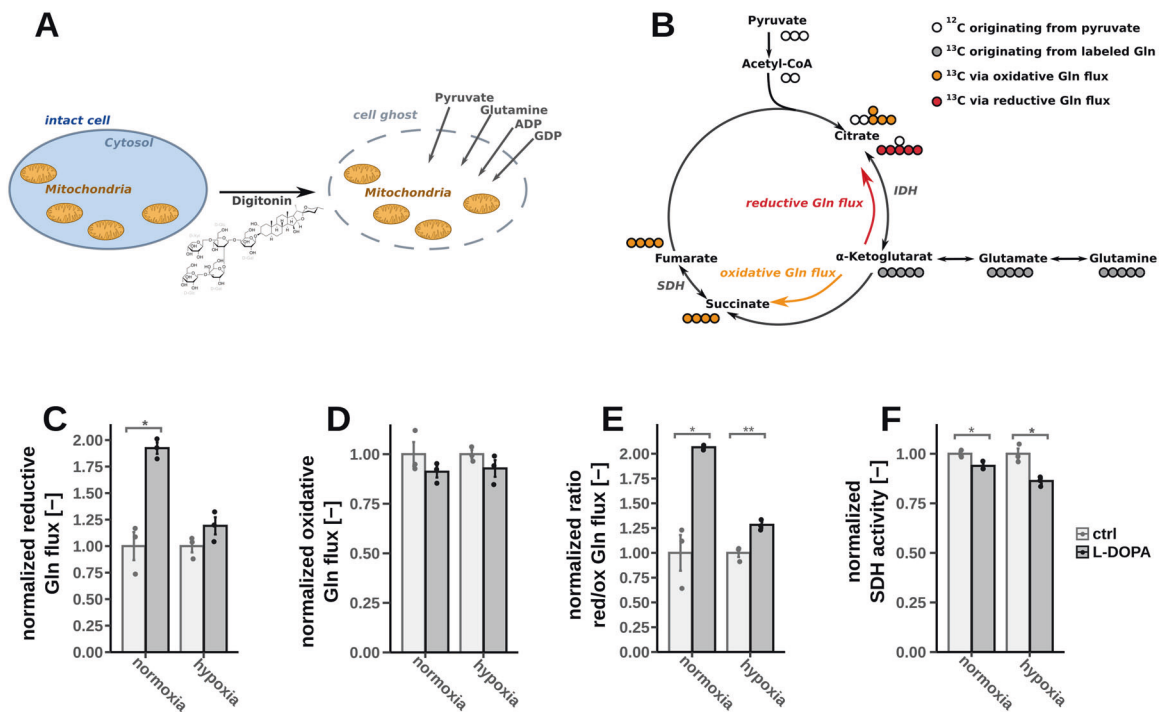 A
intact cell
Cytosol
Mitochondria
Digitonin
cell ghost
Pyruvate
Glutamine
ADP
GDP
Mitochondria
B
Pyruvate
Acetyl-CoA
Citrate
IDH
reductive Gln flux
α-Ketoglutarat
Glutamate
Glutamine
oxidative Gln flux
Fumarate
SDH
Succinate
¹²C originating from pyruvate
¹³C originating from labeled Gln
¹³C via oxidative Gln flux
¹³C via reductive Gln flux
C
normalized reductive
Gln flux [−]
2.00
1.75
1.50
1.25
1.00
0.75
0.50
0.25
0.00
*
normoxia
hypoxia
D
normalized oxidative
Gln flux [−]
1.00
0.75
0.50
0.25
0.00
normoxia
hypoxia
E
normalized ratio
red/ox Gln flux [−]
2.00
1.75
1.50
1.25
1.00
0.75
0.50
0.25
0.00
*
**
normoxia
hypoxia
F
normalized
SDH activity [−]
1.00
0.75
0.50
0.25
0.00
*
*
normoxia
hypoxia
ctrl
L-DOPA